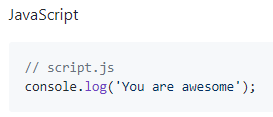 JavaScript
// script.js
console.log('You are awesome');